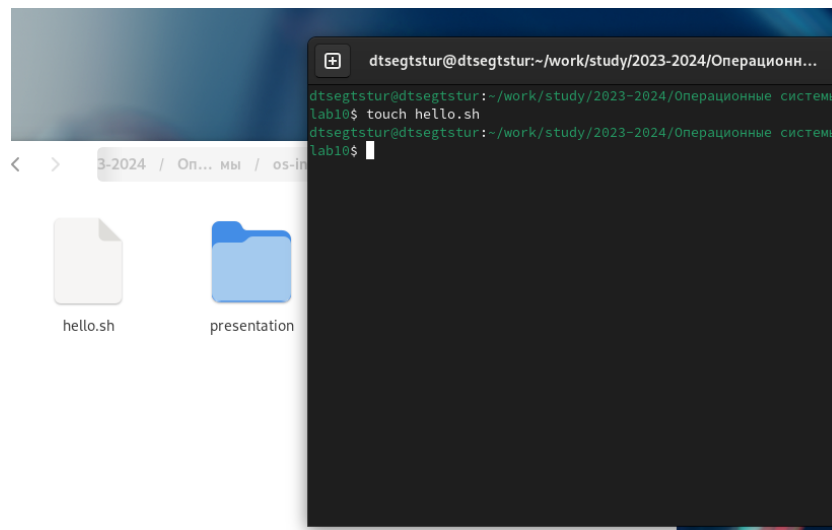 dtsegtstur@dtsegtstur:~/work/study/2023-2024/Операционн...
dtsegtstur@dtsegtstur:~/work/study/2023-2024/Операционные системы
lab10$ touch hello.sh
dtsegtstur@dtsegtstur:~/work/study/2023-2024/Операционные системы
lab10$
3-2024 / Оп... мы / os-in
hello.sh
presentation